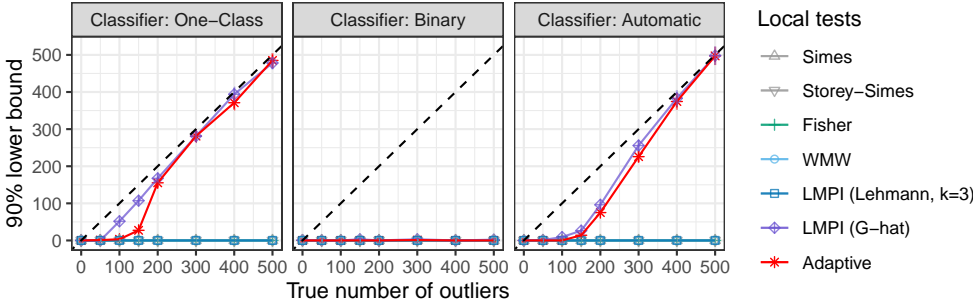 Classifier: One-Class Classifier: Binary Classifier: Automatic
Local tests
500
400
300
200
100
0
90% lower bound
0 100 200 300 400 500 0 100 200 300 400 500 0 100 200 300 400 500
True number of outliers
Simes
Storey-Simes
Fisher
WMW
LMPI (Lehmann, k=3)
LMPI (G-hat)
Adaptive